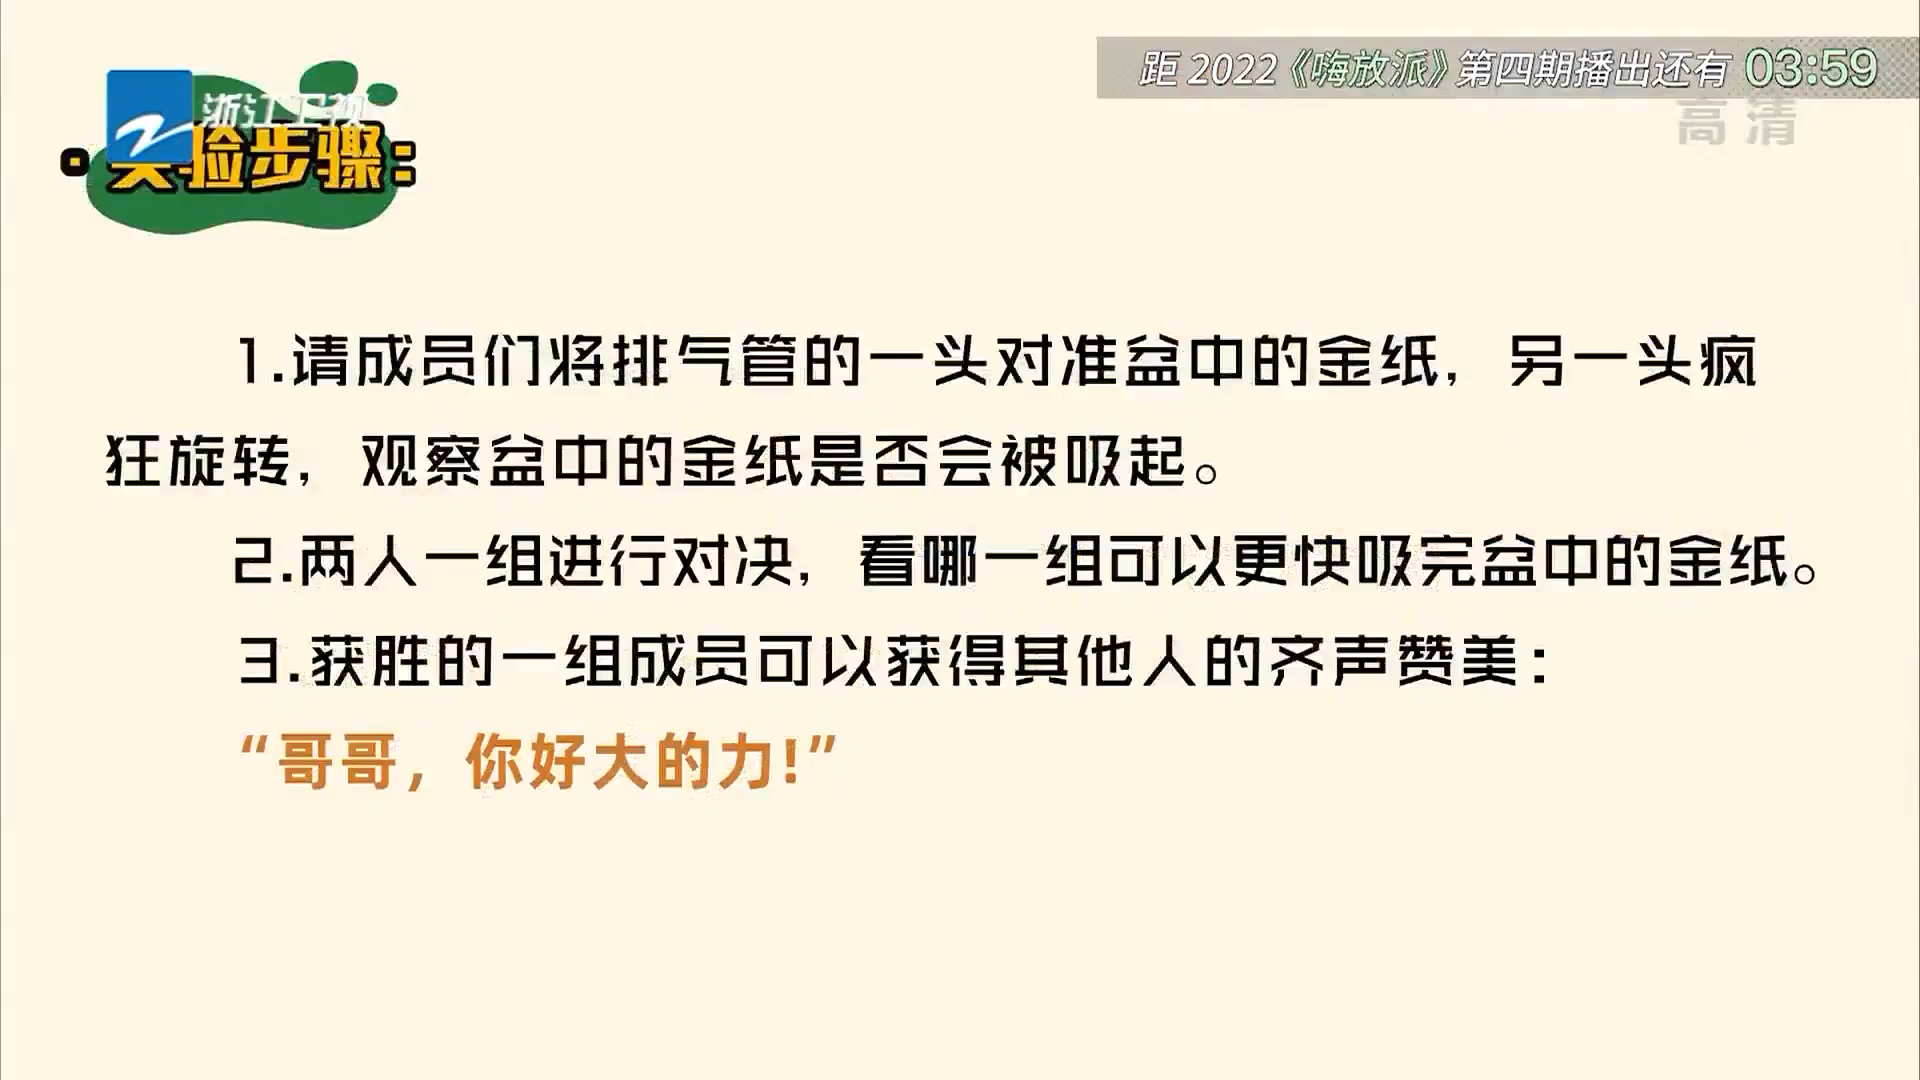 距 2022《嗨放派》第四期播出还有 03:59
高清
浙江卫视
实验步骤:
1.请成员们将排气管的一头对准盆中的金纸，另一头疯
狂旋转，观察盆中的金纸是否会被吸起。
2.两人一组进行对决，看哪一组可以更快吸完盆中的金纸。
3.获胜的一组成员可以获得其他人的齐声赞美：
“哥哥，你好大的力！”